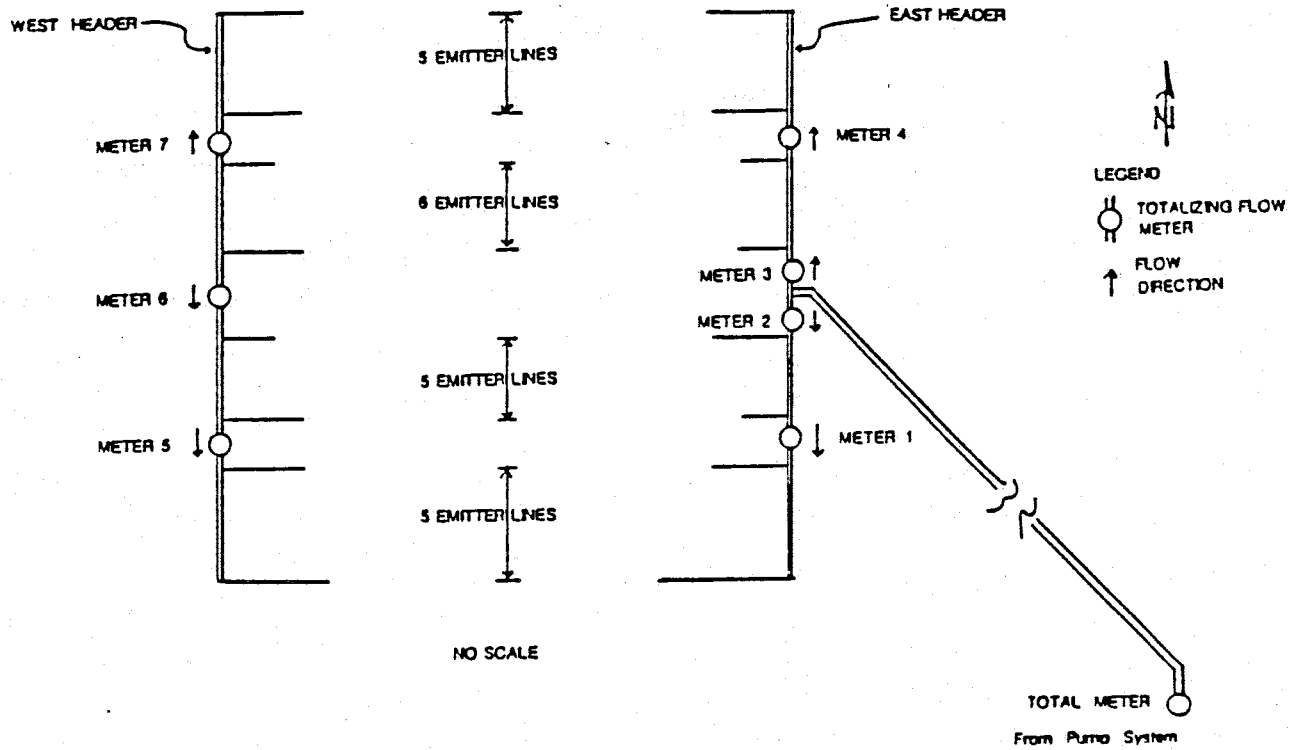 WEST HEADER
EAST HEADER
5 EMITTER LINES
METER 7
METER 4
N
LEGEND
6 EMITTER LINES
TOTALIZING FLOW
METER
METER 3
FLOW
DIRECTION
METER 6
METER 2
5 EMITTER LINES
METER 5
METER 1
5 EMITTER LINES
NO SCALE
TOTAL METER
From Pump System